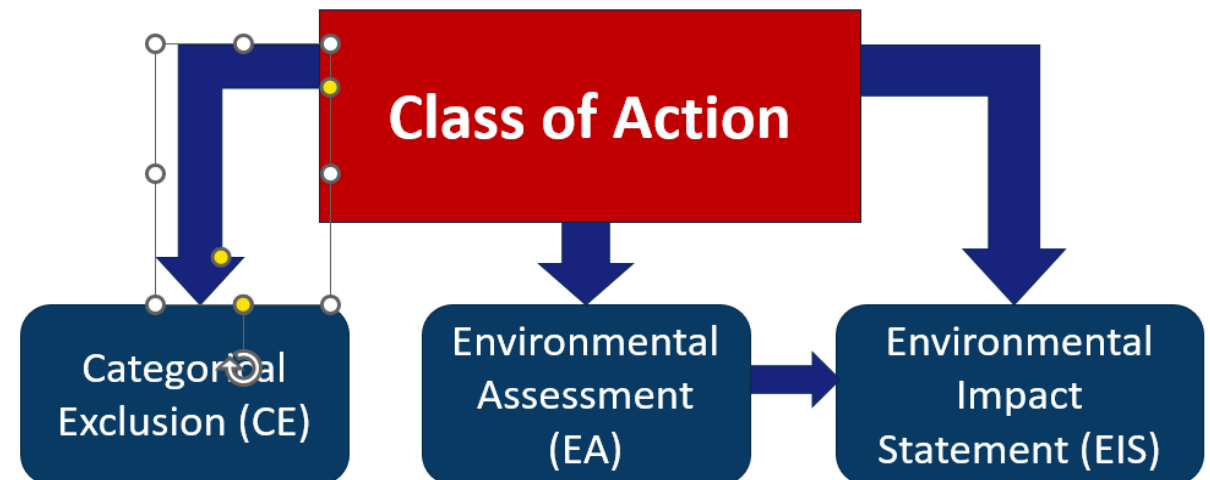 Class of Action
Categorical
Exclusion (CE)
Environmental
Assessment
(EA)
Environmental
Impact
Statement (EIS)